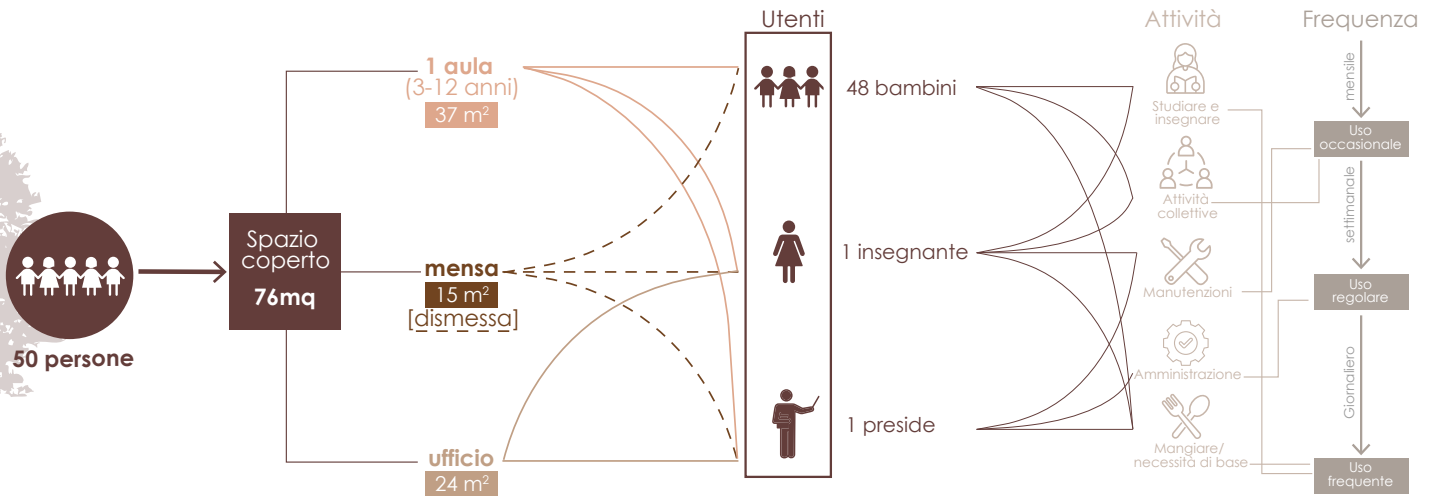 Utenti
Attività
Frequenza
1 aula
(3-12 anni)
37 m²
48 bambini
Studiare e
insegnare
mensile
Uso
occasionale
Attività
collettive
settimanale
Spazio
coperto
76mq
mensa
15 m²
[dismessa]
1 insegnante
Manutenzioni
Uso
regolare
50 persone
Amministrazione
Giornaliero
1 preside
Mangiare/
necessità di base
ufficio
24 m²
Uso
frequente